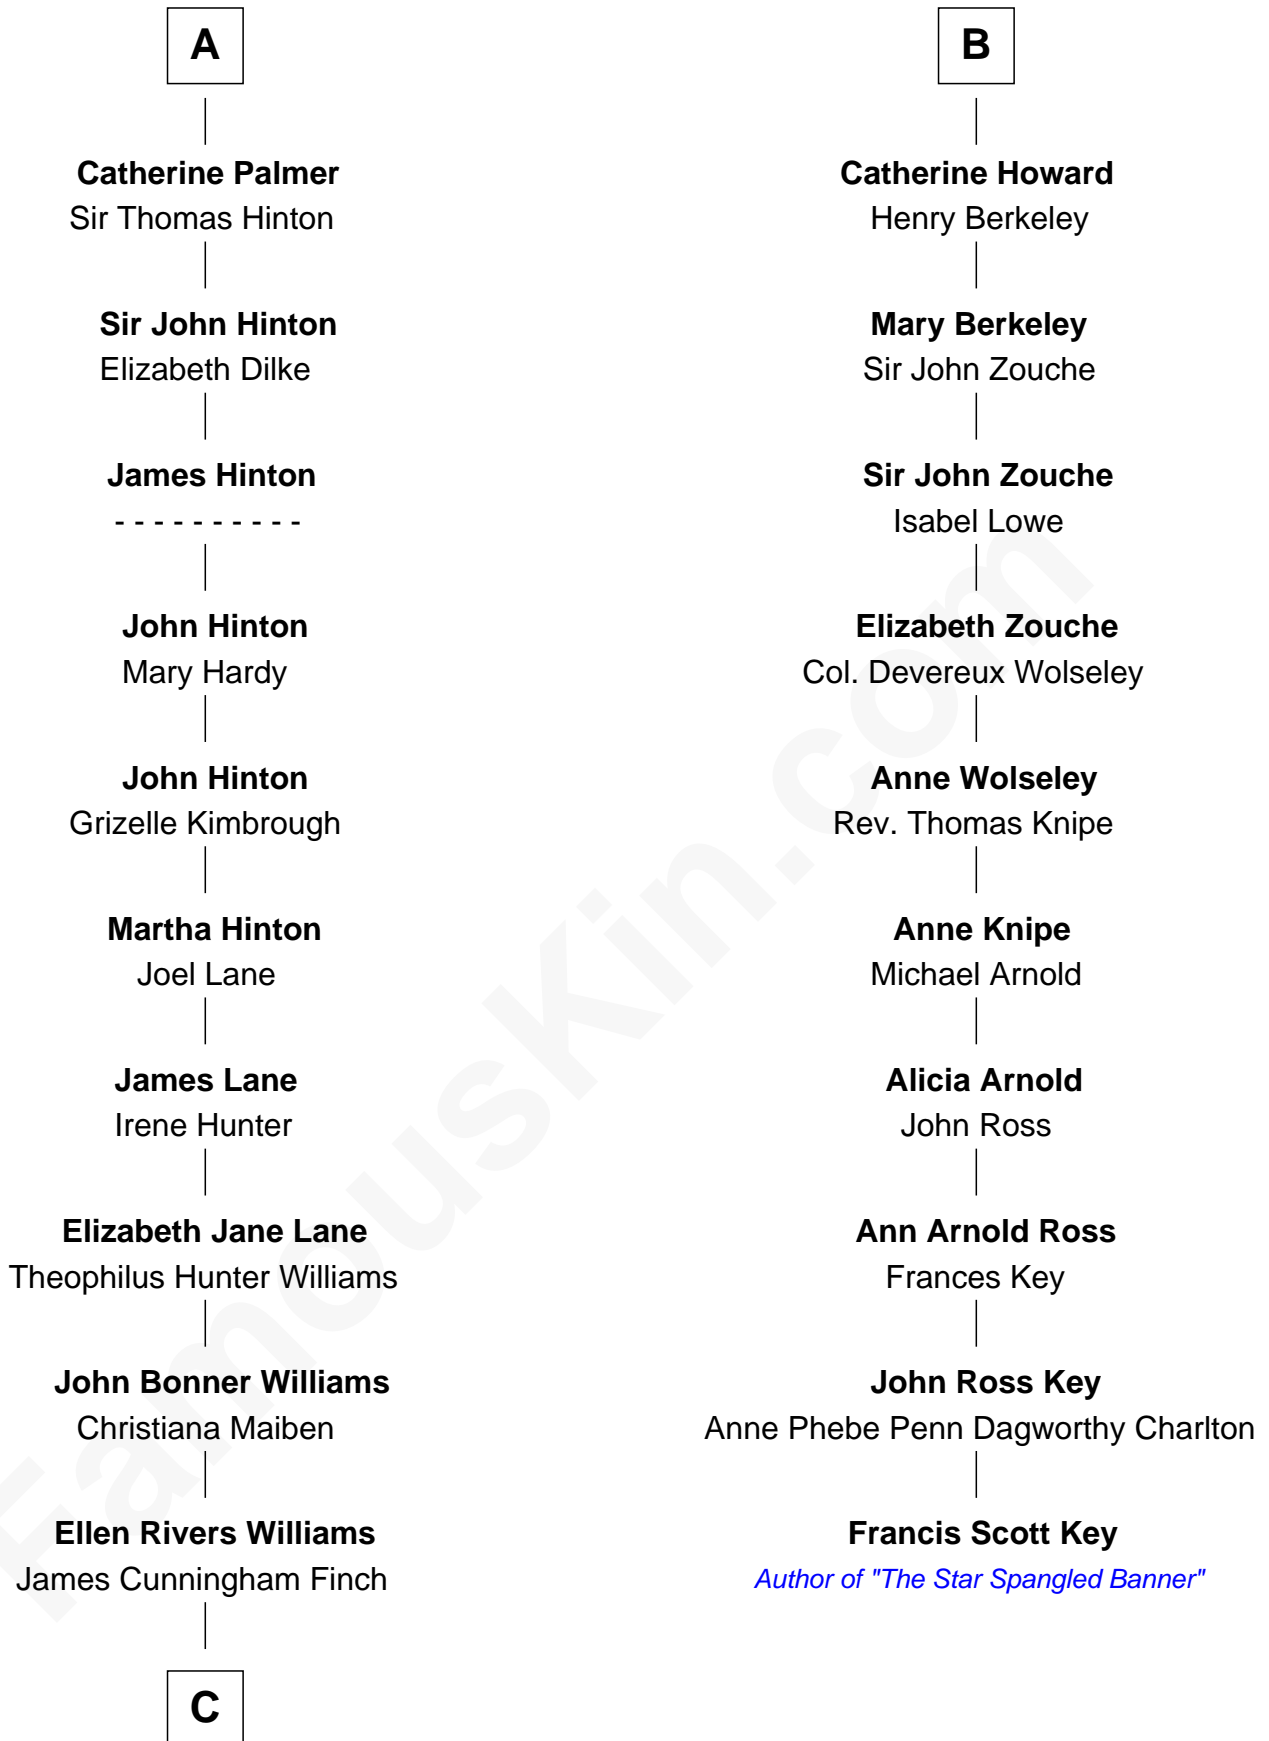 A
Catherine Palmer
Sir Thomas Hinton
Sir John Hinton
Elizabeth Dilke
James Hinton
- - - - - - - - - -
John Hinton
Mary Hardy
John Hinton
Grizelle Kimbrough
Martha Hinton
Joel Lane
James Lane
Irene Hunter
Elizabeth Jane Lane
Theophilus Hunter Williams
John Bonner Williams
Christiana Maiben
Ellen Rivers Williams
James Cunningham Finch
C
B
Catherine Howard
Henry Berkeley
Mary Berkeley
Sir John Zouche
Sir John Zouche
Isabel Lowe
Elizabeth Zouche
Col. Devereux Wolseley
Anne Wolseley
Rev. Thomas Knipe
Anne Knipe
Michael Arnold
Alicia Arnold
John Ross
Ann Arnold Ross
Frances Key
John Ross Key
Anne Phebe Penn Dagworthy Charlton
Francis Scott Key
Author of "The Star Spangled Banner"
FamousKin.com